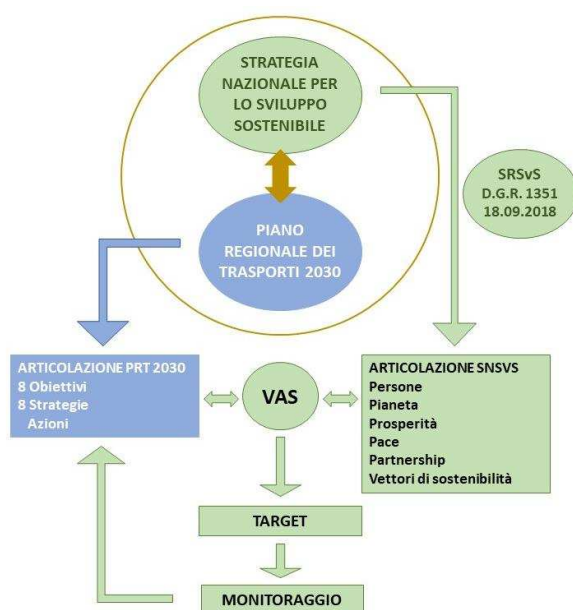 STRATEGIA
NAZIONALE PER
LO SVILUPPO
SOSTENIBILE
SRSvS
D.G.R. 1351
18.09.2018
PIANO
REGIONALE DEI
TRASPORTI 2030
ARTICOLAZIONE PRT 2030
8 Obiettivi
8 Strategie
Azioni
VAS
ARTICOLAZIONE SNSVS
Persone
Pianeta
Prosperità
Pace
Partnership
Vettori di sostenibilità
TARGET
MONITORAGGIO